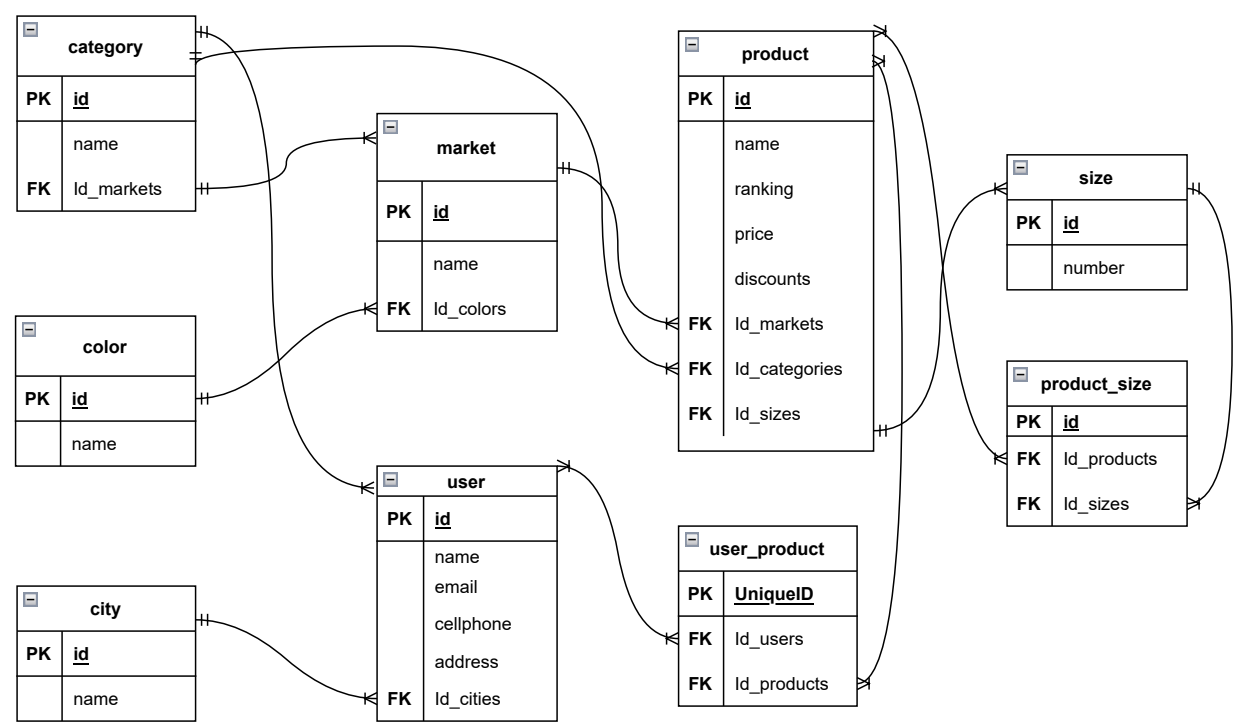 category
PK id
name
FK Id_markets
color
PK id
name
city
PK id
name
market
PK id
name
FK Id_colors
user
PK id
name
email
cellphone
address
FK Id_cities
product
PK id
name
ranking
price
discounts
FK Id_markets
FK Id_categories
FK Id_sizes
user_product
PK UniqueID
FK Id_users
FK Id_products
size
PK id
number
product_size
PK id
FK Id_products
FK Id_sizes